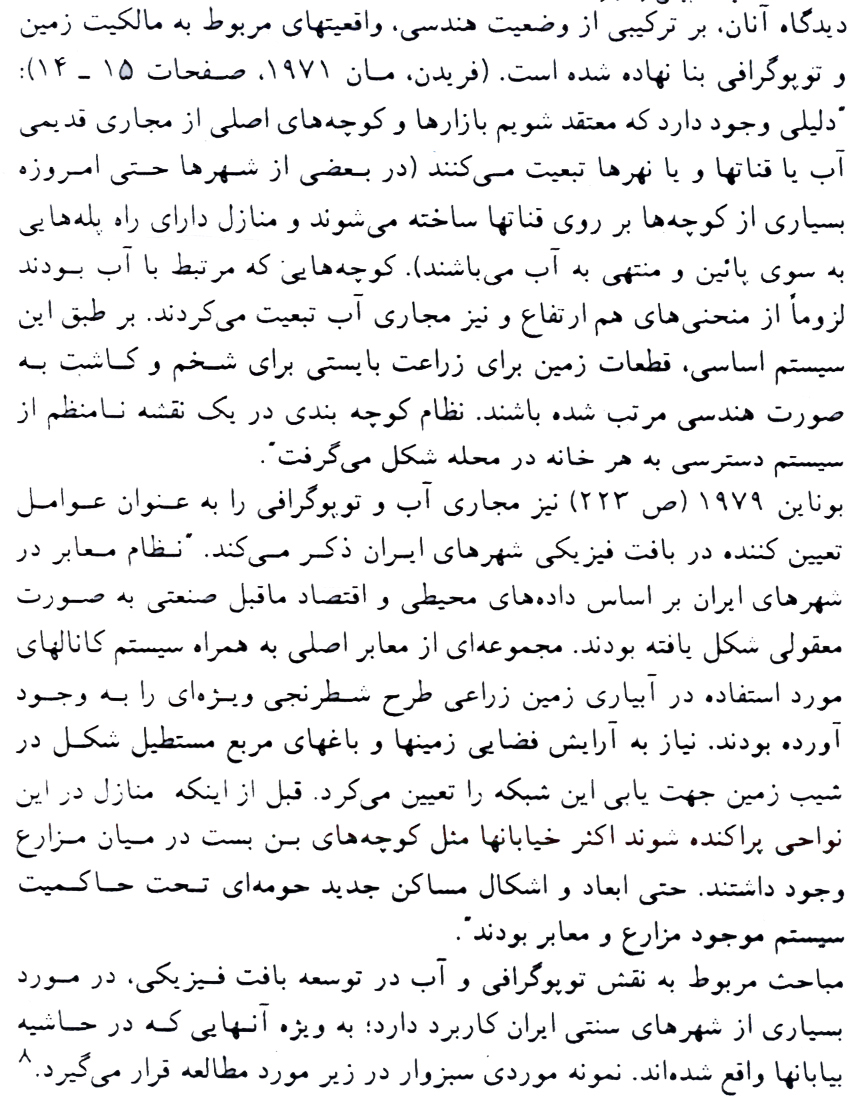 دیدگاه آنان، بر ترکیبی از وضعیت هندسی، واقعیتهای مربوط به مالکیت زمین
و توپوگرافی بنا نهاده شده است. (فریدن، مان ۱۹۷۱، صفحات ۱۵ ـ ۱۴):
"دلیلی وجود دارد که معتقد شویم بازارها و کوچه‌های اصلی از مجاری قدیمی
آب یا قناتها و یا نهرها تبعیت می‌کنند (در بعضی از شهرها حتی امروزه
بسیاری از کوچه‌ها بر روی قناتها ساخته می‌شوند و منازل دارای راه پله‌هایی
به سوی پائین و منتهی به آب می‌باشند). کوچه‌هایی که مرتبط با آب بودند
لزوماً از منحنی‌های هم ارتفاع و نیز مجاری آب تبعیت می‌کردند. بر طبق این
سیستم اساسی، قطعات زمین برای زراعت بایستی برای شخم و کاشت به
صورت هندسی مرتب شده باشند. نظام کوچه بندی در یک نقشه نامنظم از
سیستم دسترسی به هر خانه در محله شکل می‌گرفت".
بوناین ۱۹۷۹ (ص ۲۲۳) نیز مجاری آب و توپوگرافی را به عنوان عوامل
تعیین کننده در بافت فیزیکی شهرهای ایران ذکر می‌کند. "نظام معابر در
شهرهای ایران بر اساس داده‌های محیطی و اقتصاد ماقبل صنعتی به صورت
معقولی شکل یافته بودند. مجموعه‌ای از معابر اصلی به همراه سیستم کانالهای
مورد استفاده در آبیاری زمین زراعی طرح شطرنجی ویژه‌ای را به وجود
آورده بودند. نیاز به آرایش فضایی زمینها و باغهای مربع مستطیل شکل در
شیب زمین جهت یابی این شبکه را تعیین می‌کرد. قبل از اینکه منازل در این
نواحی پراکنده شوند اکثر خیابانها مثل کوچه‌های بن بست در میان مزارع
وجود داشتند. حتی ابعاد و اشکال مساکن جدید حومه‌ای تحت حاکمیت
سیستم موجود مزارع و معابر بودند".
مباحث مربوط به نقش توپوگرافی و آب در توسعه بافت فیزیکی، در مورد
بسیاری از شهرهای سنتی ایران کاربرد دارد؛ به ویژه آنهایی که در حاشیه
بیابانها واقع شده‌اند. نمونه موردی سبزوار در زیر مورد مطالعه قرار می‌گیرد.۸